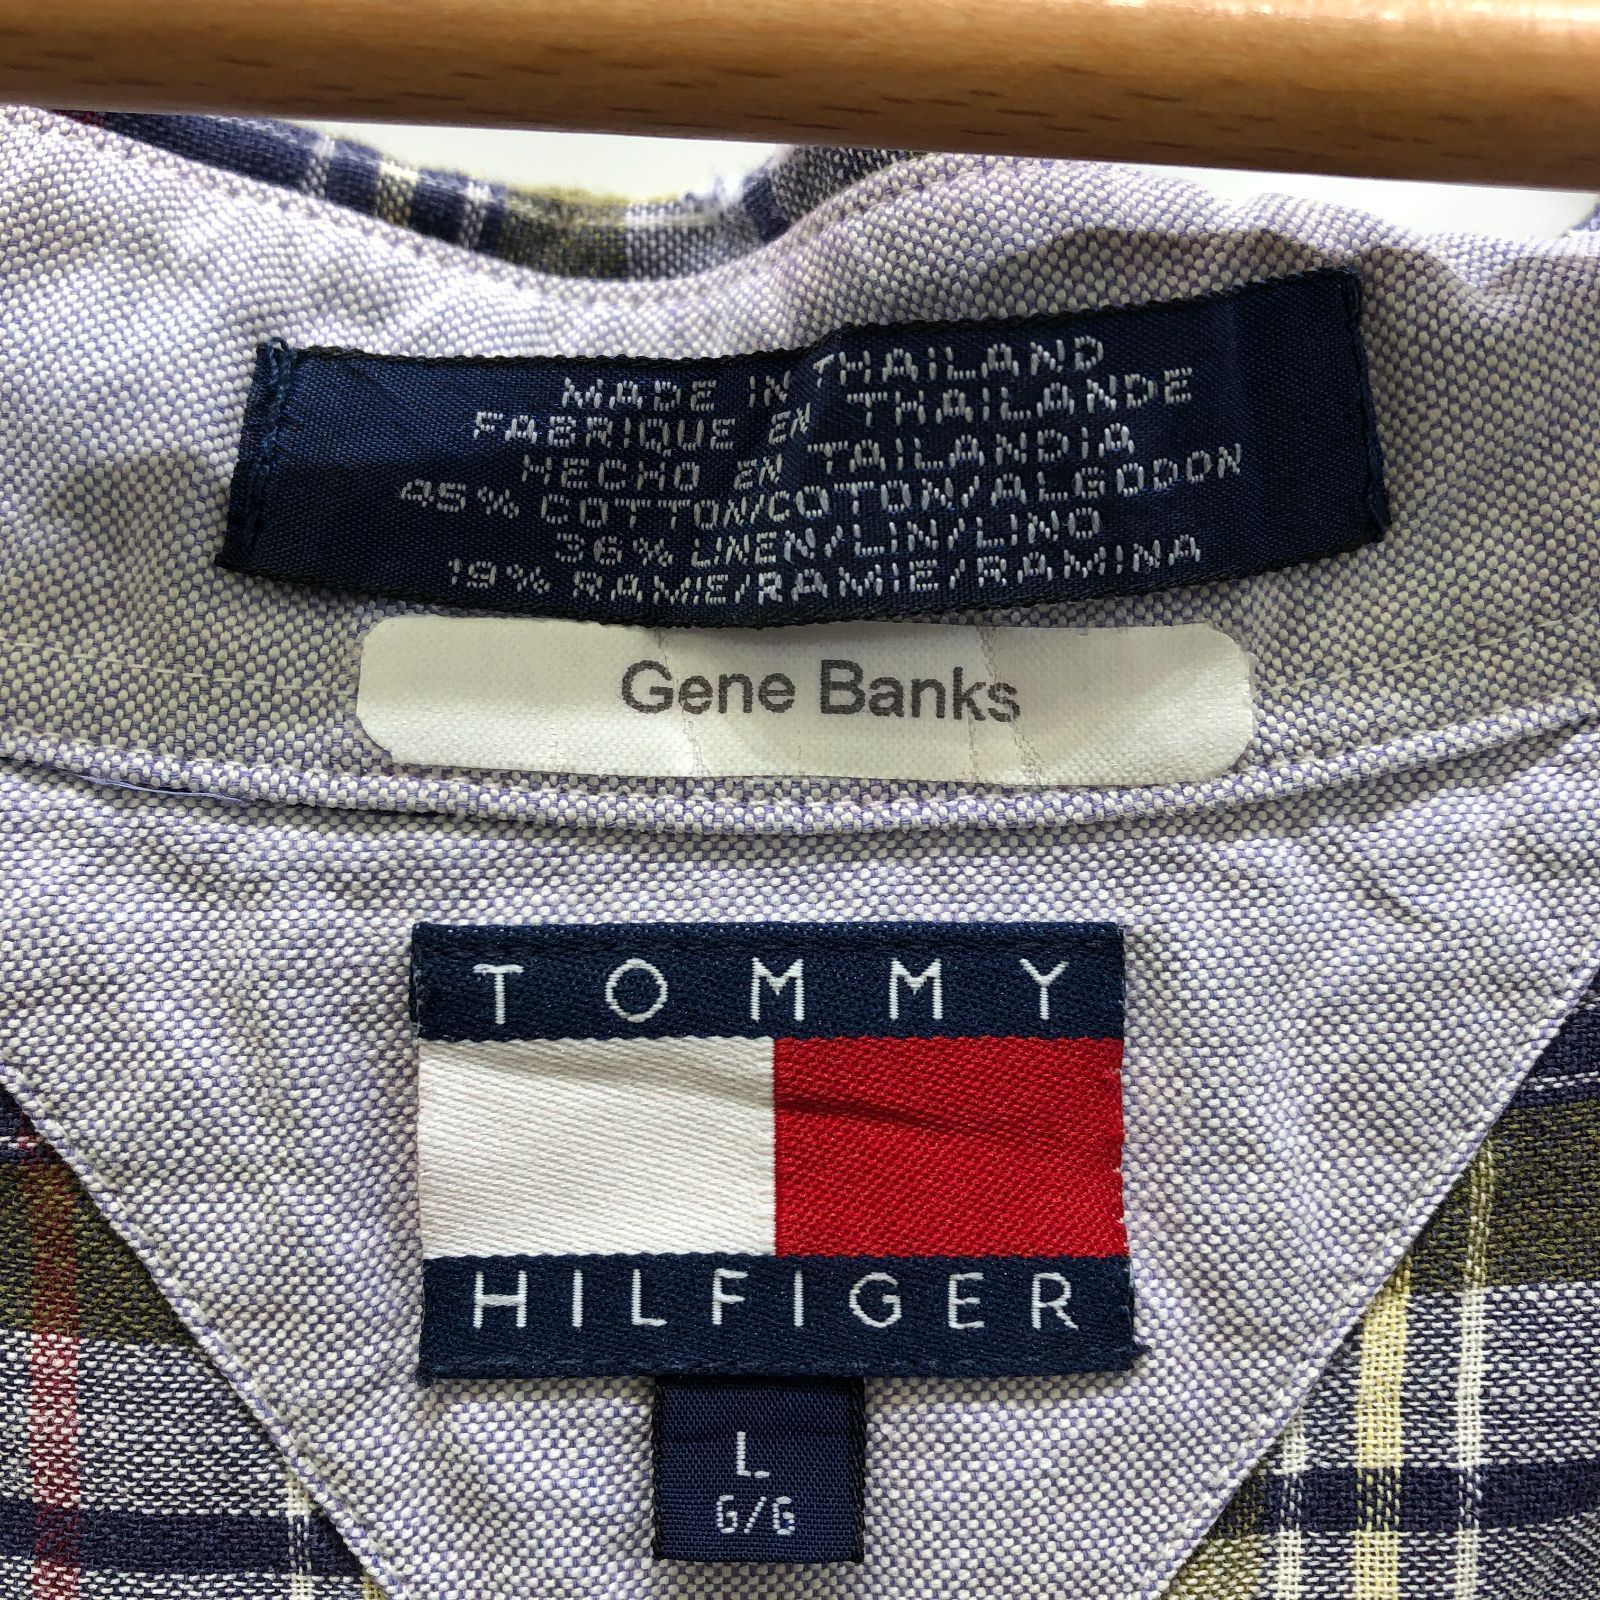 MADE IN THAILAND
FABRIQUE EN THAILANDE
HECHO EN TAILANDIA
45% COTTON/COTON/ALGODON
36% LINEN/LIN/LINO
19% RAMIE/RAMIE/RAMINA
Gene Banks
TOMMY
HILFIGER
L
G/G